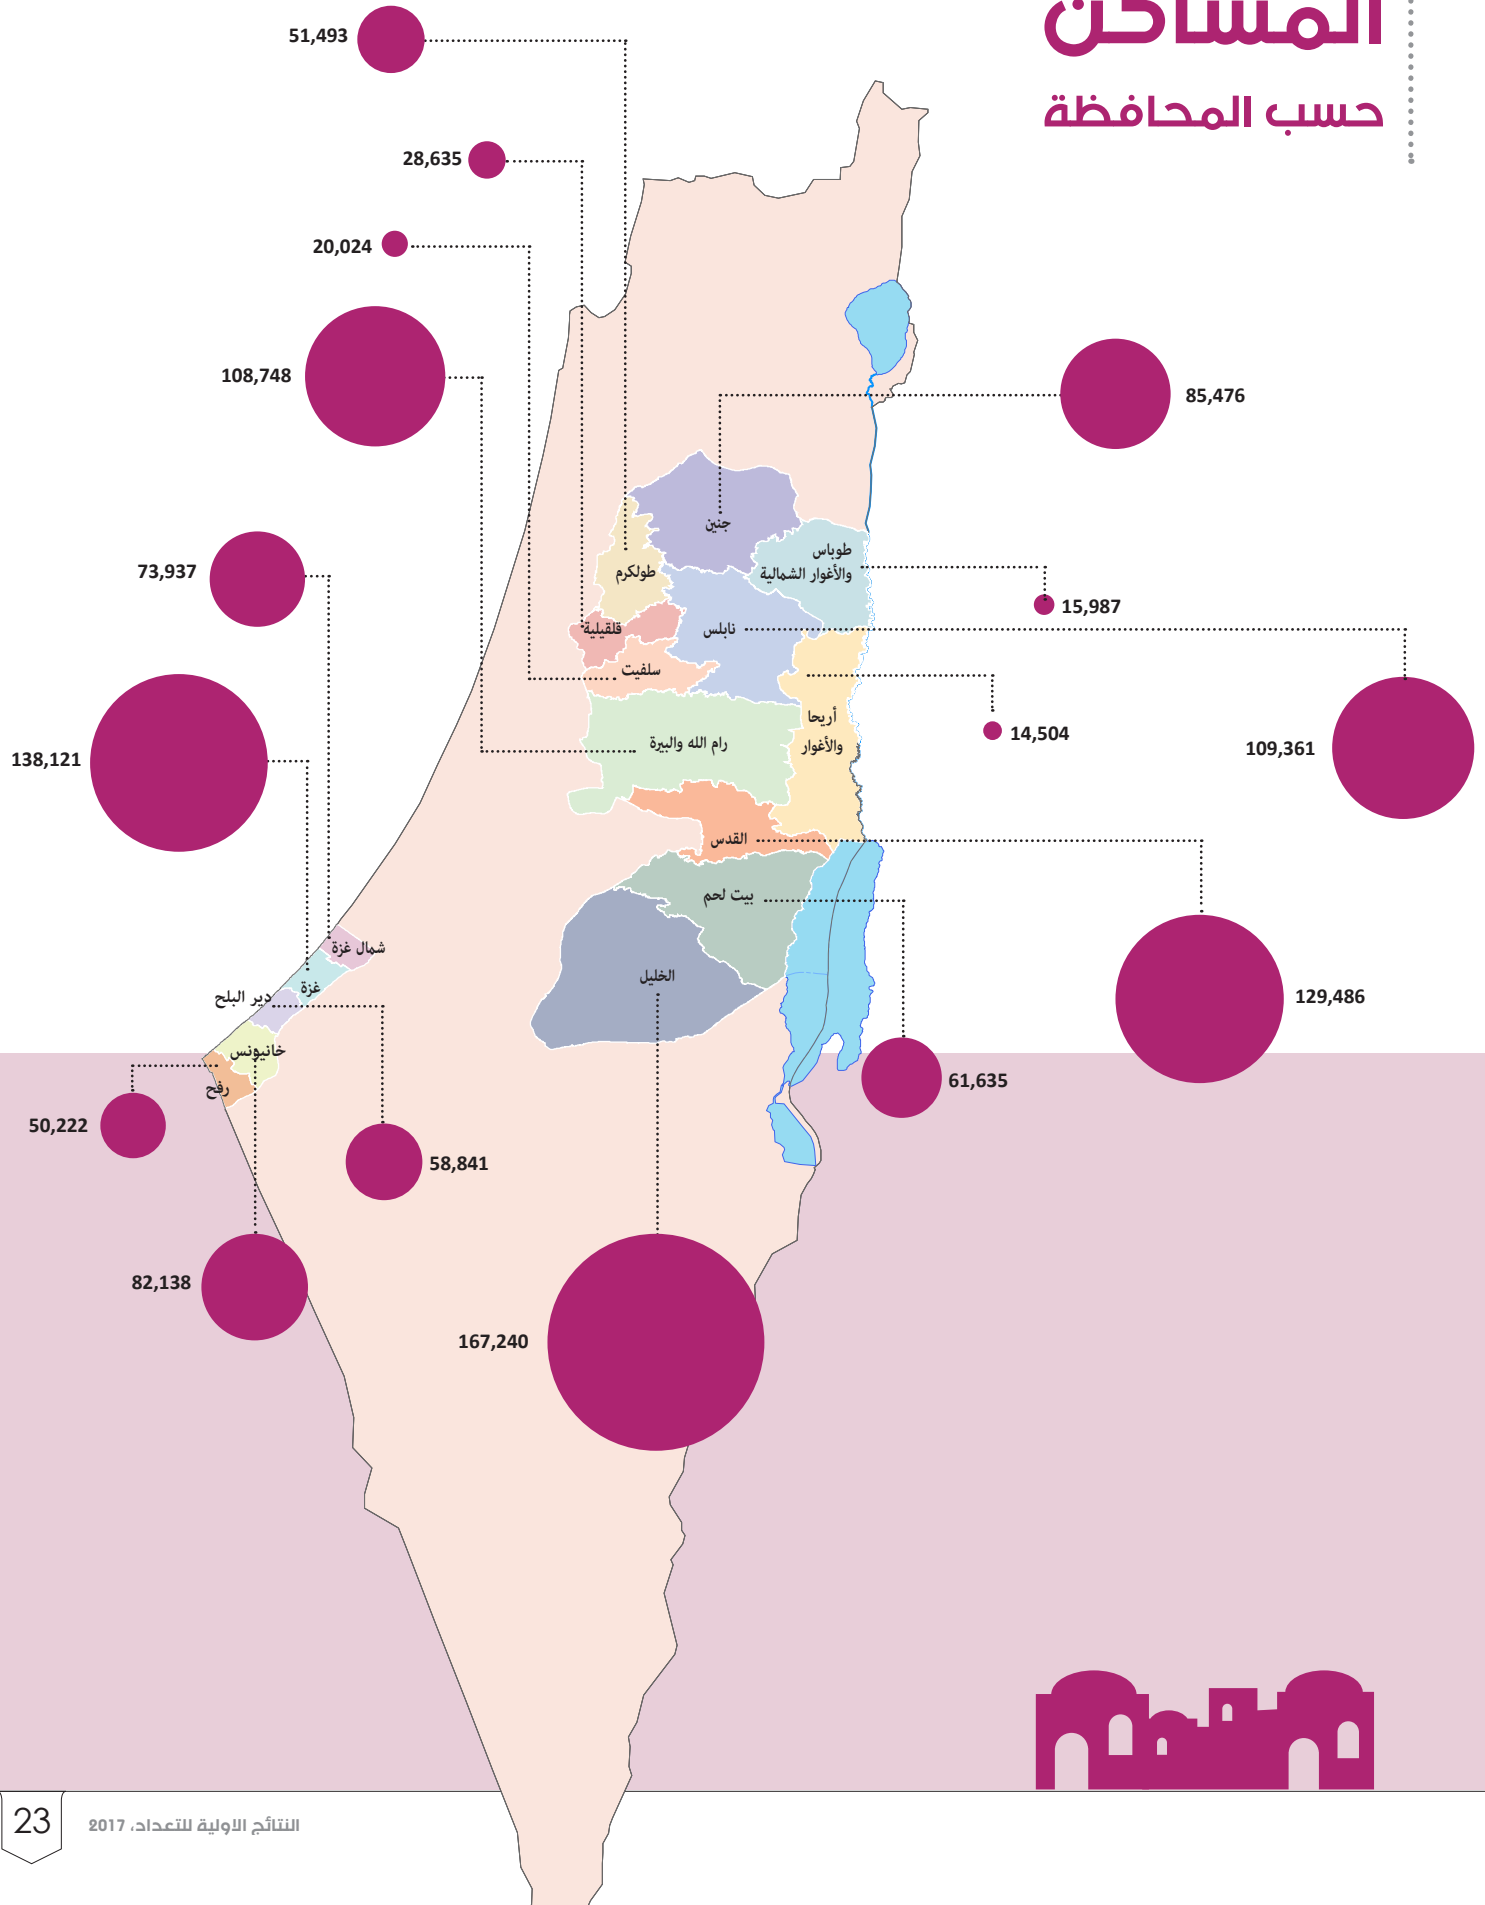 المساكن
حسب المحافظة
51,493
28,635
20,024
108,748
85,476
جنين
طوباس
والأغوار الشمالية
طولكرم
73,937
15,987
قلقيلية
نابلس
سلفيت
أريحا
والأغوار
14,504
رام الله والبيرة
109,361
138,121
القدس
بيت لحم
شمال غزة
الخليل
غزة
دير البلح
129,486
خانيونس
رفح
61,635
50,222
58,841
82,138
167,240
23
النتائج الاولية للتعداد، 2017